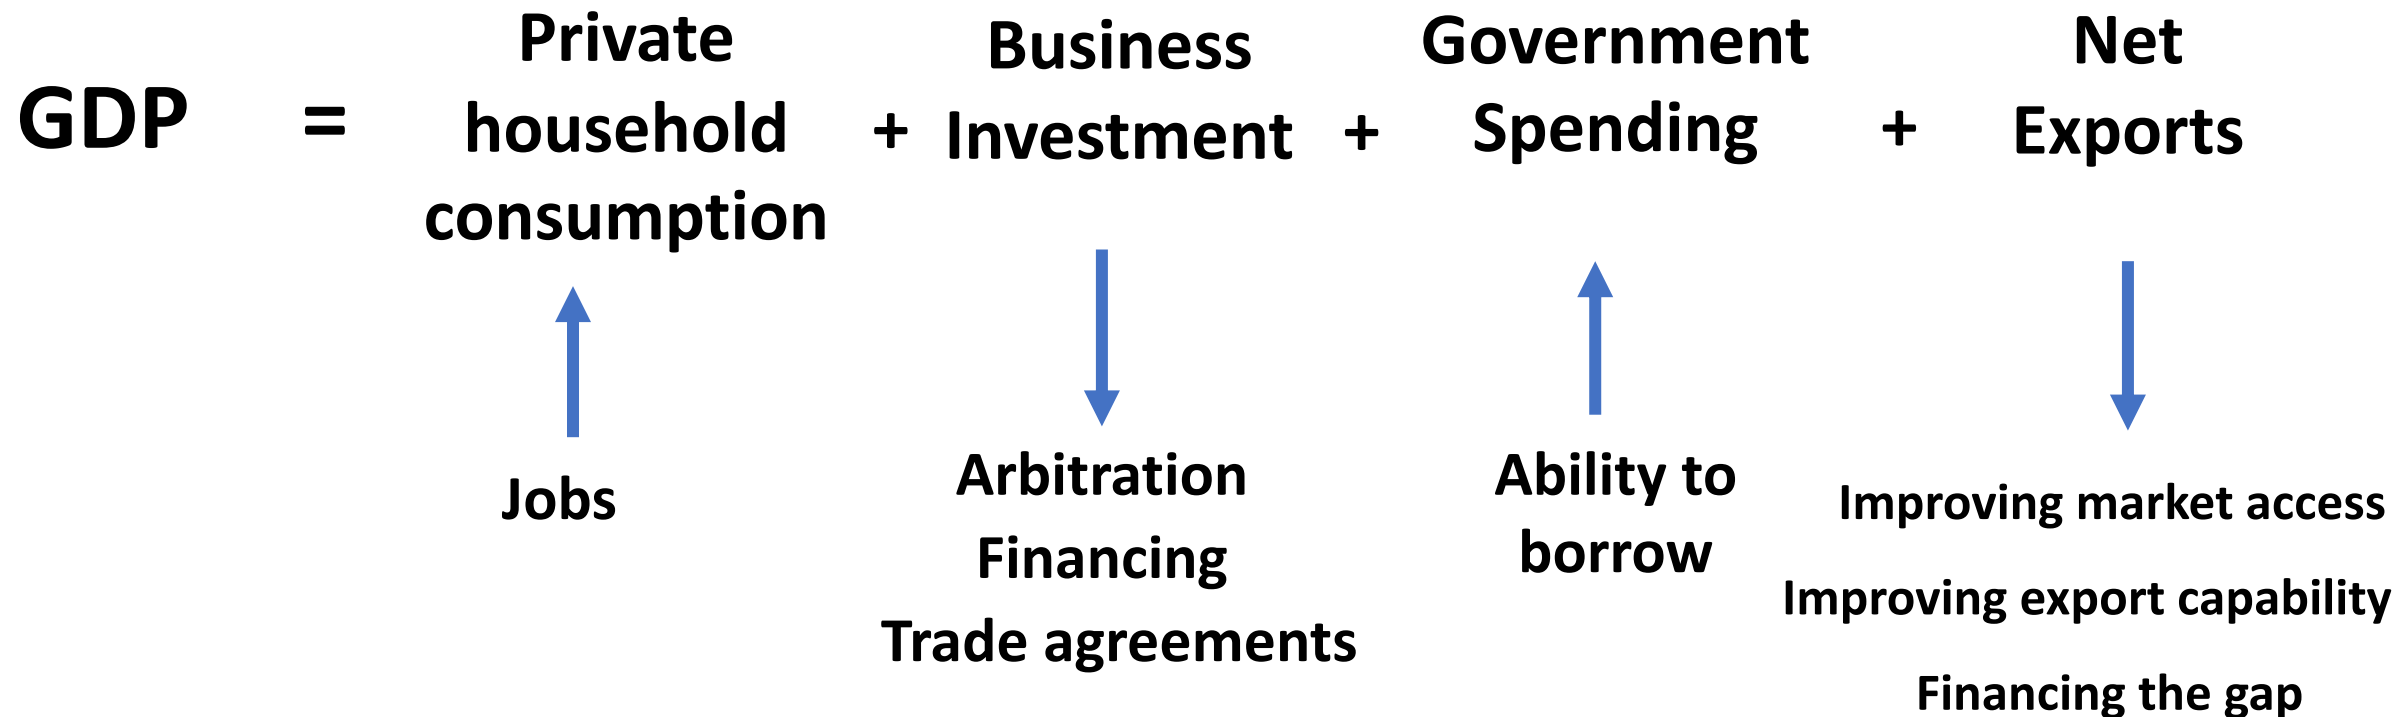 GDP = Private household consumption + Business Investment + Government Spending + Net Exports
Jobs
Arbitration
Financing
Trade agreements
Ability to
borrow
Improving market access
Improving export capability
Financing the gap